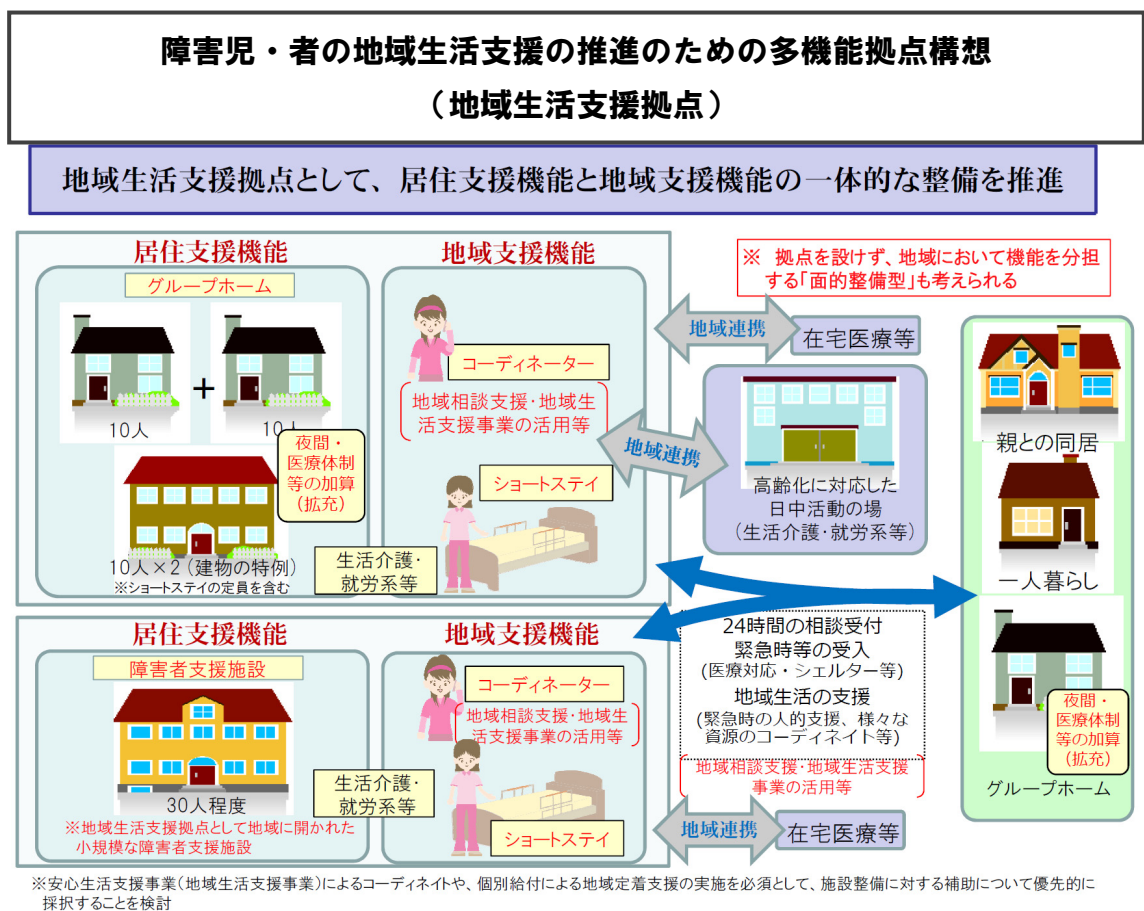 障害児・者の地域生活支援の推進のための多機能拠点構想
（地域生活支援拠点）
地域生活支援拠点として、居住支援機能と地域支援機能の一体的な整備を推進
居住支援機能
グループホーム
＋
10人
10人
夜間・
医療体制
等の加算
（拡充）
10人×2（建物の特例）
※ショートステイの定員を含む
地域支援機能
コーディネーター
地域相談支援・地域生
活支援事業の活用等
ショートステイ
生活介護・
就労系等
※　拠点を設けず、地域において機能を分担
する「面的整備型」も考えられる
地域連携
在宅医療等
地域連携
高齢化に対応した
日中活動の場
（生活介護・就労系等）
親との同居
一人暮らし
夜間・
医療体制
等の加算
（拡充）
グループホーム
24時間の相談受付
緊急時等の受入
（医療対応・シェルター等）
地域生活の支援
（緊急時の人的支援、様々な
資源のコーディネイト等）
地域相談支援・地域生活支援
事業の活用等
居住支援機能
障害者支援施設
30人程度
※地域生活支援拠点として地域に開かれた
小規模な障害者支援施設
地域支援機能
コーディネーター
地域相談支援・地域生
活支援事業の活用等
生活介護・
就労系等
ショートステイ
地域連携
在宅医療等
※安心生活支援事業（地域生活支援事業）によるコーディネイトや、個別給付による地域定着支援の実施を必須として、施設整備に対する補助について優先的に
採択することを検討